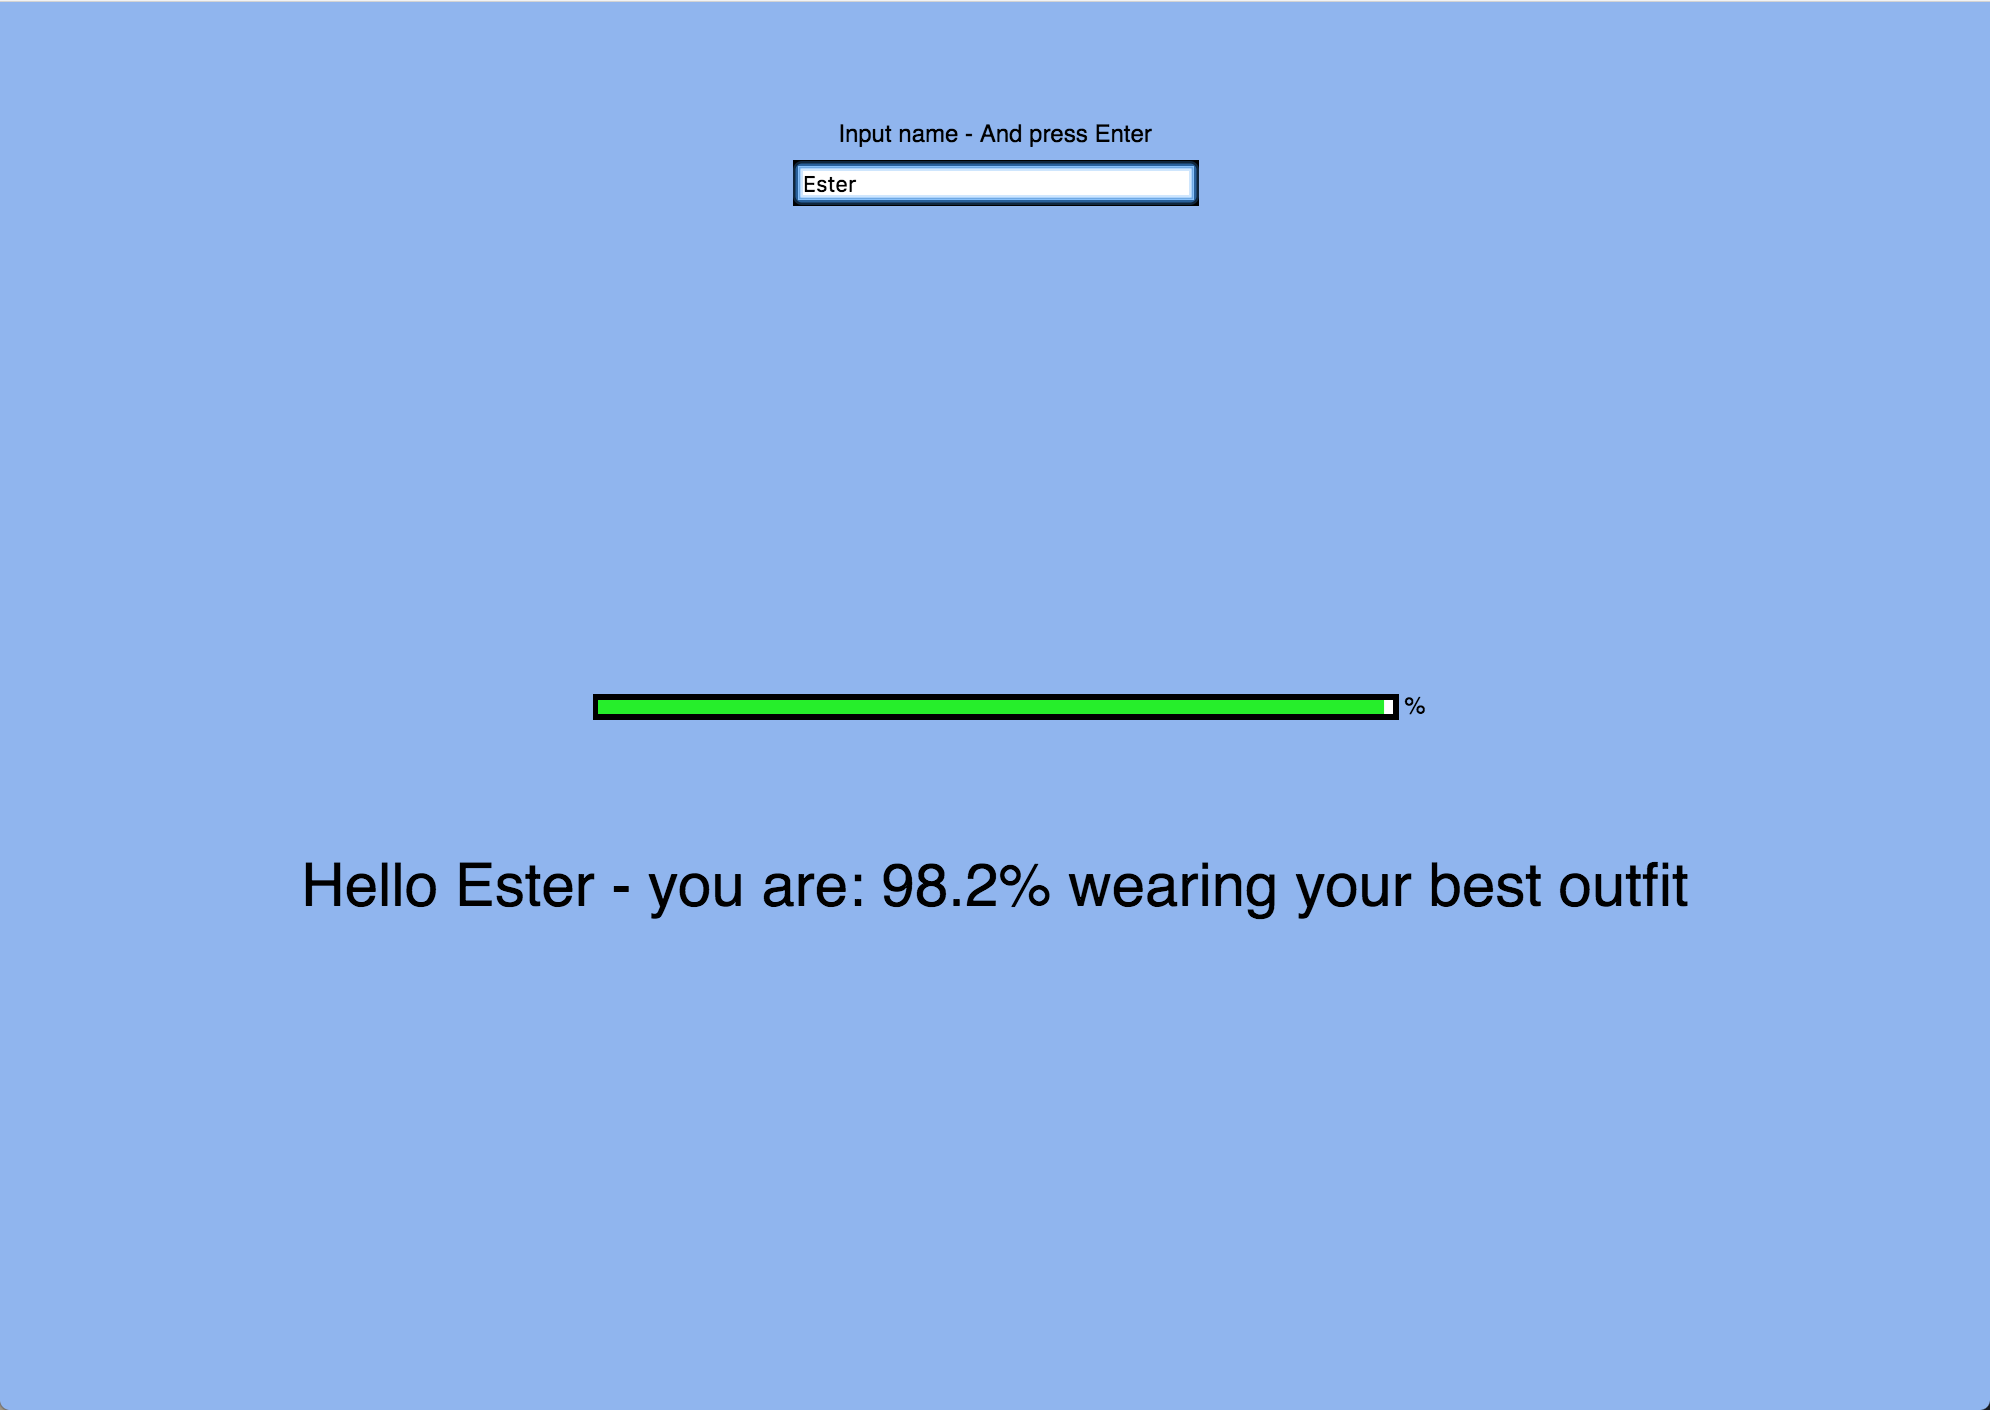 Input name - And press Enter
Ester
%
Hello Ester - you are: 98.2% wearing your best outfit